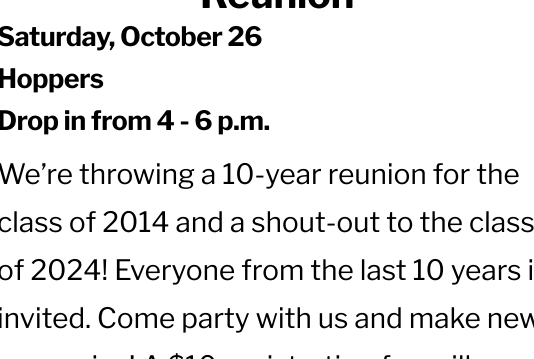 Reunion
Saturday, October 26
Hoppers
Drop in from 4 - 6 p.m.
We’re throwing a 10-year reunion for the
class of 2014 and a shout-out to the class
of 2024! Everyone from the last 10 years
invited. Come party with us and make new
A $10